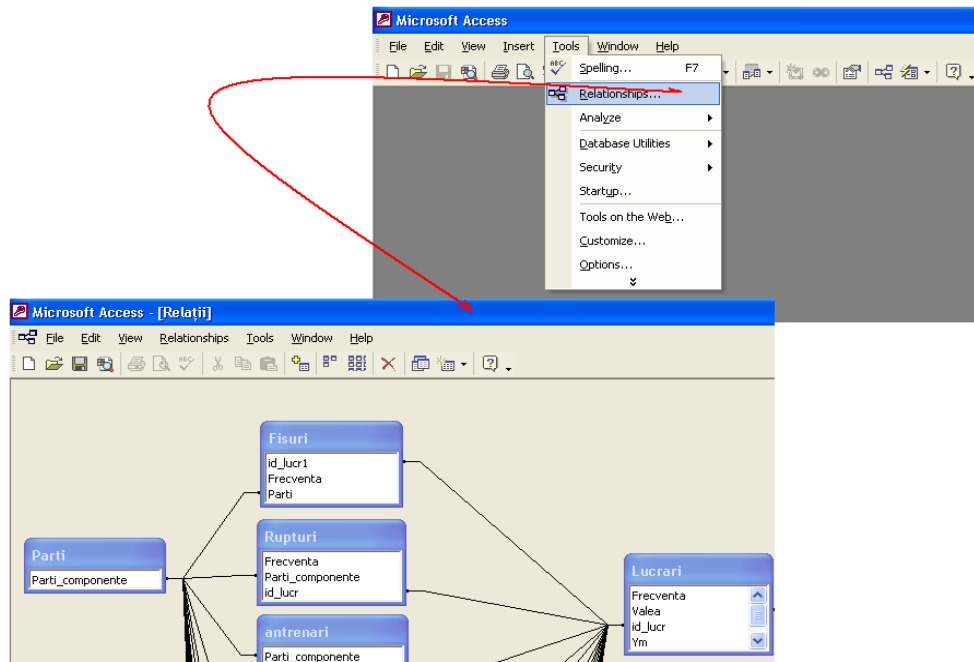 Microsoft Access
File Edit View Insert Tools Window Help
Spelling... F7
Relationships...
Analyze
Database Utilities
Security
Startup...
Tools on the Web...
Customize...
Options...
Microsoft Access - [Relații]
File Edit View Relationships Tools Window Help
Fisuri
id_lucr1
Frecventa
Parti
Rupturi
Frecventa
Parti_componente
id_lucr
antrenari
Parti_componente
Parti
Parti_componente
Lucrari
Frecventa
Valea
id_lucr
Ym